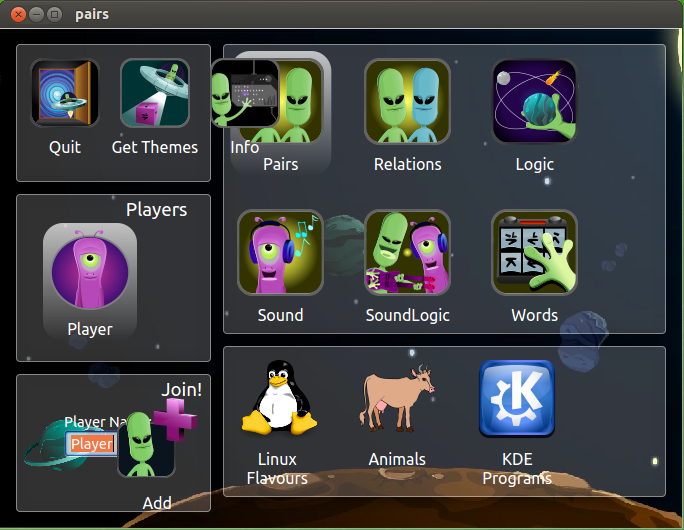 pairs
Quit
Get Themes
Info
Pairs
Relations
Logic
Players
Player
Sound
SoundLogic
Words
Join!
Player Na
Player
Add
Linux
Flavours
Animals
KDE
Programs